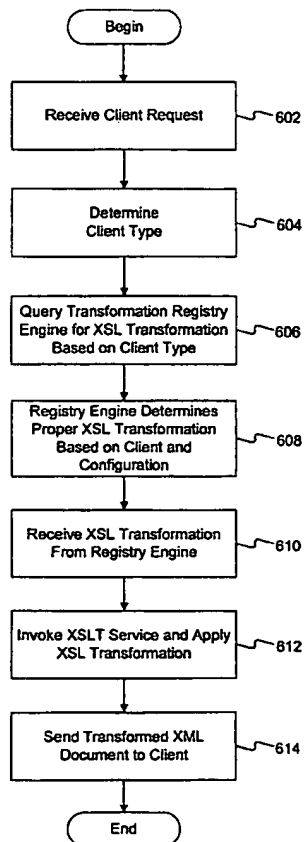 Begin
Receive Client Request
602
Determine
Client Type
604
Query Transformation Registry
Engine for XSL Transformation
Based on Client Type
606
Registry Engine Determines
Proper XSL Transformation
Based on Client and
Configuration
608
Receive XSL Transformation
From Registry Engine
610
Invoke XSLT Service and Apply
XSL Transformation
612
Send Transformed XML
Document to Client
614
End